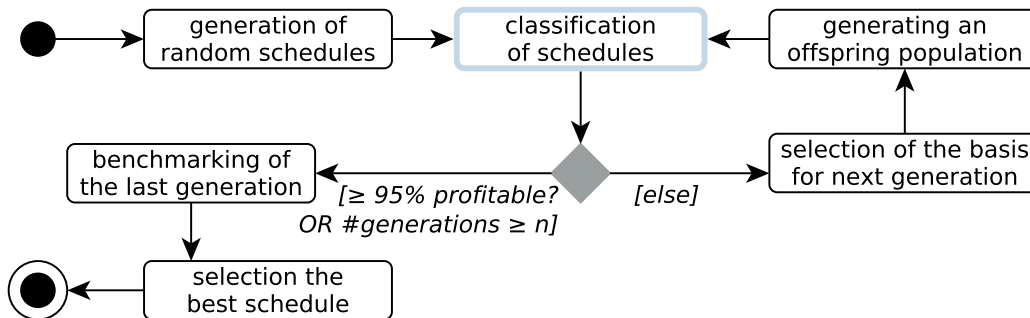 generation of
random schedules
classification
of schedules
generating an
offspring population
benchmarking of
the last generation
[≥ 95% profitable?
OR #generations ≥ n]
[else]
selection of the basis
for next generation
selection the
best schedule